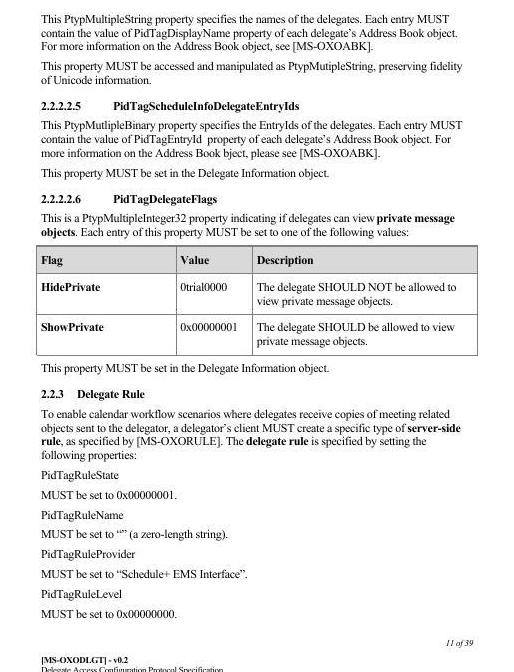 This PtypMultipleString property specifies the names of the delegates. Each entry MUST
contain the value of PidTagDisplayName property of each delegate's Address Book object.
For more information on the Address Book object, see [MS-OXOABK].
This property MUST be accessed and manipulated as PtypMutipleString, preserving fidelity
of Unicode information.
2.2.2.2.5 PidTagScheduleInfoDelegateEntryIds
This PtypMutlipleBinary property specifies the EntryIds of the delegates. Each entry MUST
contain the value of PidTagEntryId property of each delegate's Address Book object. For
more information on the Address Book bject, please see [MS-OXOABK].
This property MUST be set in the Delegate Information object.
2.2.2.2.6 PidTagDelegateFlags
This is a PtypMultipleInteger32 property indicating if delegates can view private message
objects. Each entry of this property MUST be set to one of the following values:
Flag Value Description
HidePrivate 0trial0000 The delegate SHOULD NOT be allowed to
view private message objects.
ShowPrivate 0x00000001 The delegate SHOULD be allowed to view
private message objects.
This property MUST be set in the Delegate Information object.
2.2.3 Delegate Rule
To enable calendar workflow scenarios where delegates receive copies of meeting related
objects sent to the delegator, a delegator's client MUST create a specific type of server-side
rule, as specified by [MS-OXORULE]. The delegate rule is specified by setting the
following properties:
PidTagRuleState
MUST be set to 0x00000001.
PidTagRuleName
MUST be set to “” (a zero-length string).
PidTagRuleProvider
MUST be set to “Schedule+ EMS Interface”.
PidTagRuleLevel
MUST be set to 0x00000000.
11 of 39
[MS-OXODLGT] - v0.2
Delegate Access Configuration Protocol Specification